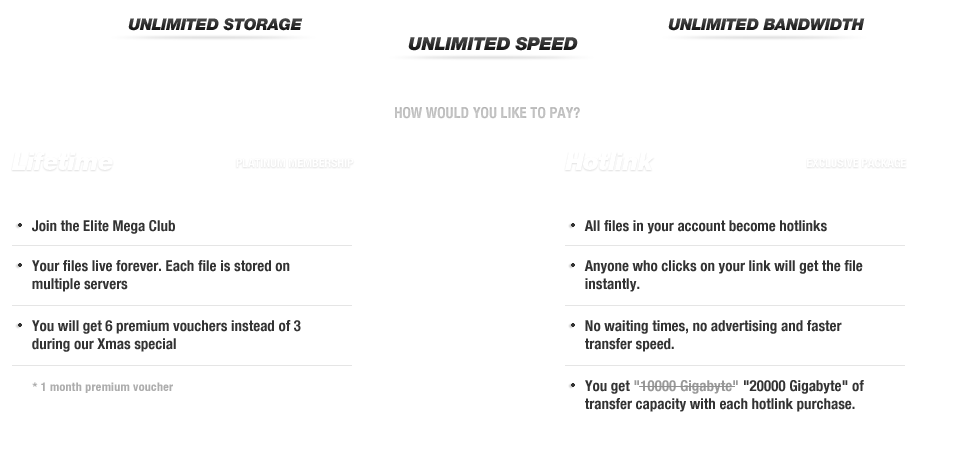 UNLIMITED STORAGE
UNLIMITED SPEED
UNLIMITED BANDWIDTH
HOW WOULD YOU LIKE TO PAY?
Lifetime
PLATINUM MEMBERSHIP
• Join the Elite Mega Club
• Your files live forever. Each file is stored on
multiple servers
• You will get 6 premium vouchers instead of 3
during our Xmas special
* 1 month premium voucher
Hotlink
EXCLUSIVE PACKAGE
• All files in your account become hotlinks
• Anyone who clicks on your link will get the file
instantly.
• No waiting times, no advertising and faster
transfer speed.
• You get "10000 Gigabyte" "20000 Gigabyte" of
transfer capacity with each hotlink purchase.